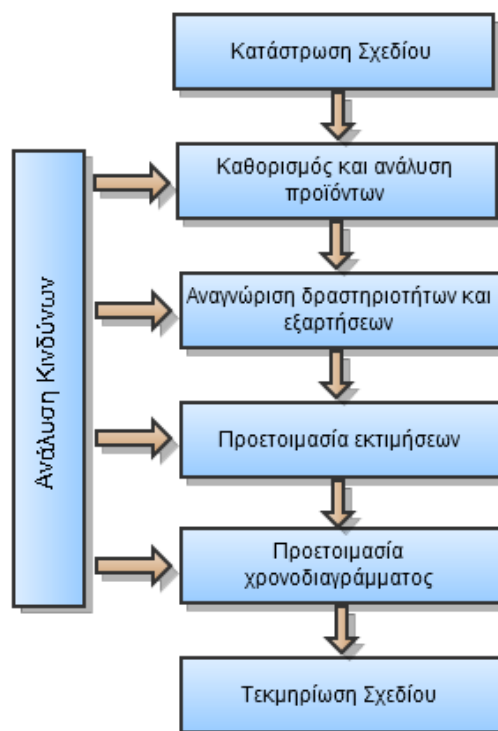 Κατάστρωση Σχεδίου
Καθορισμός και ανάλυση
προϊόντων
Αναγνώριση δραστηριοτήτων και
εξαρτήσεων
Προετοιμασία εκτιμήσεων
Προετοιμασία
χρονοδιαγράμματος
Τεκμηρίωση Σχεδίου
Ανάλυση Κινδύνων